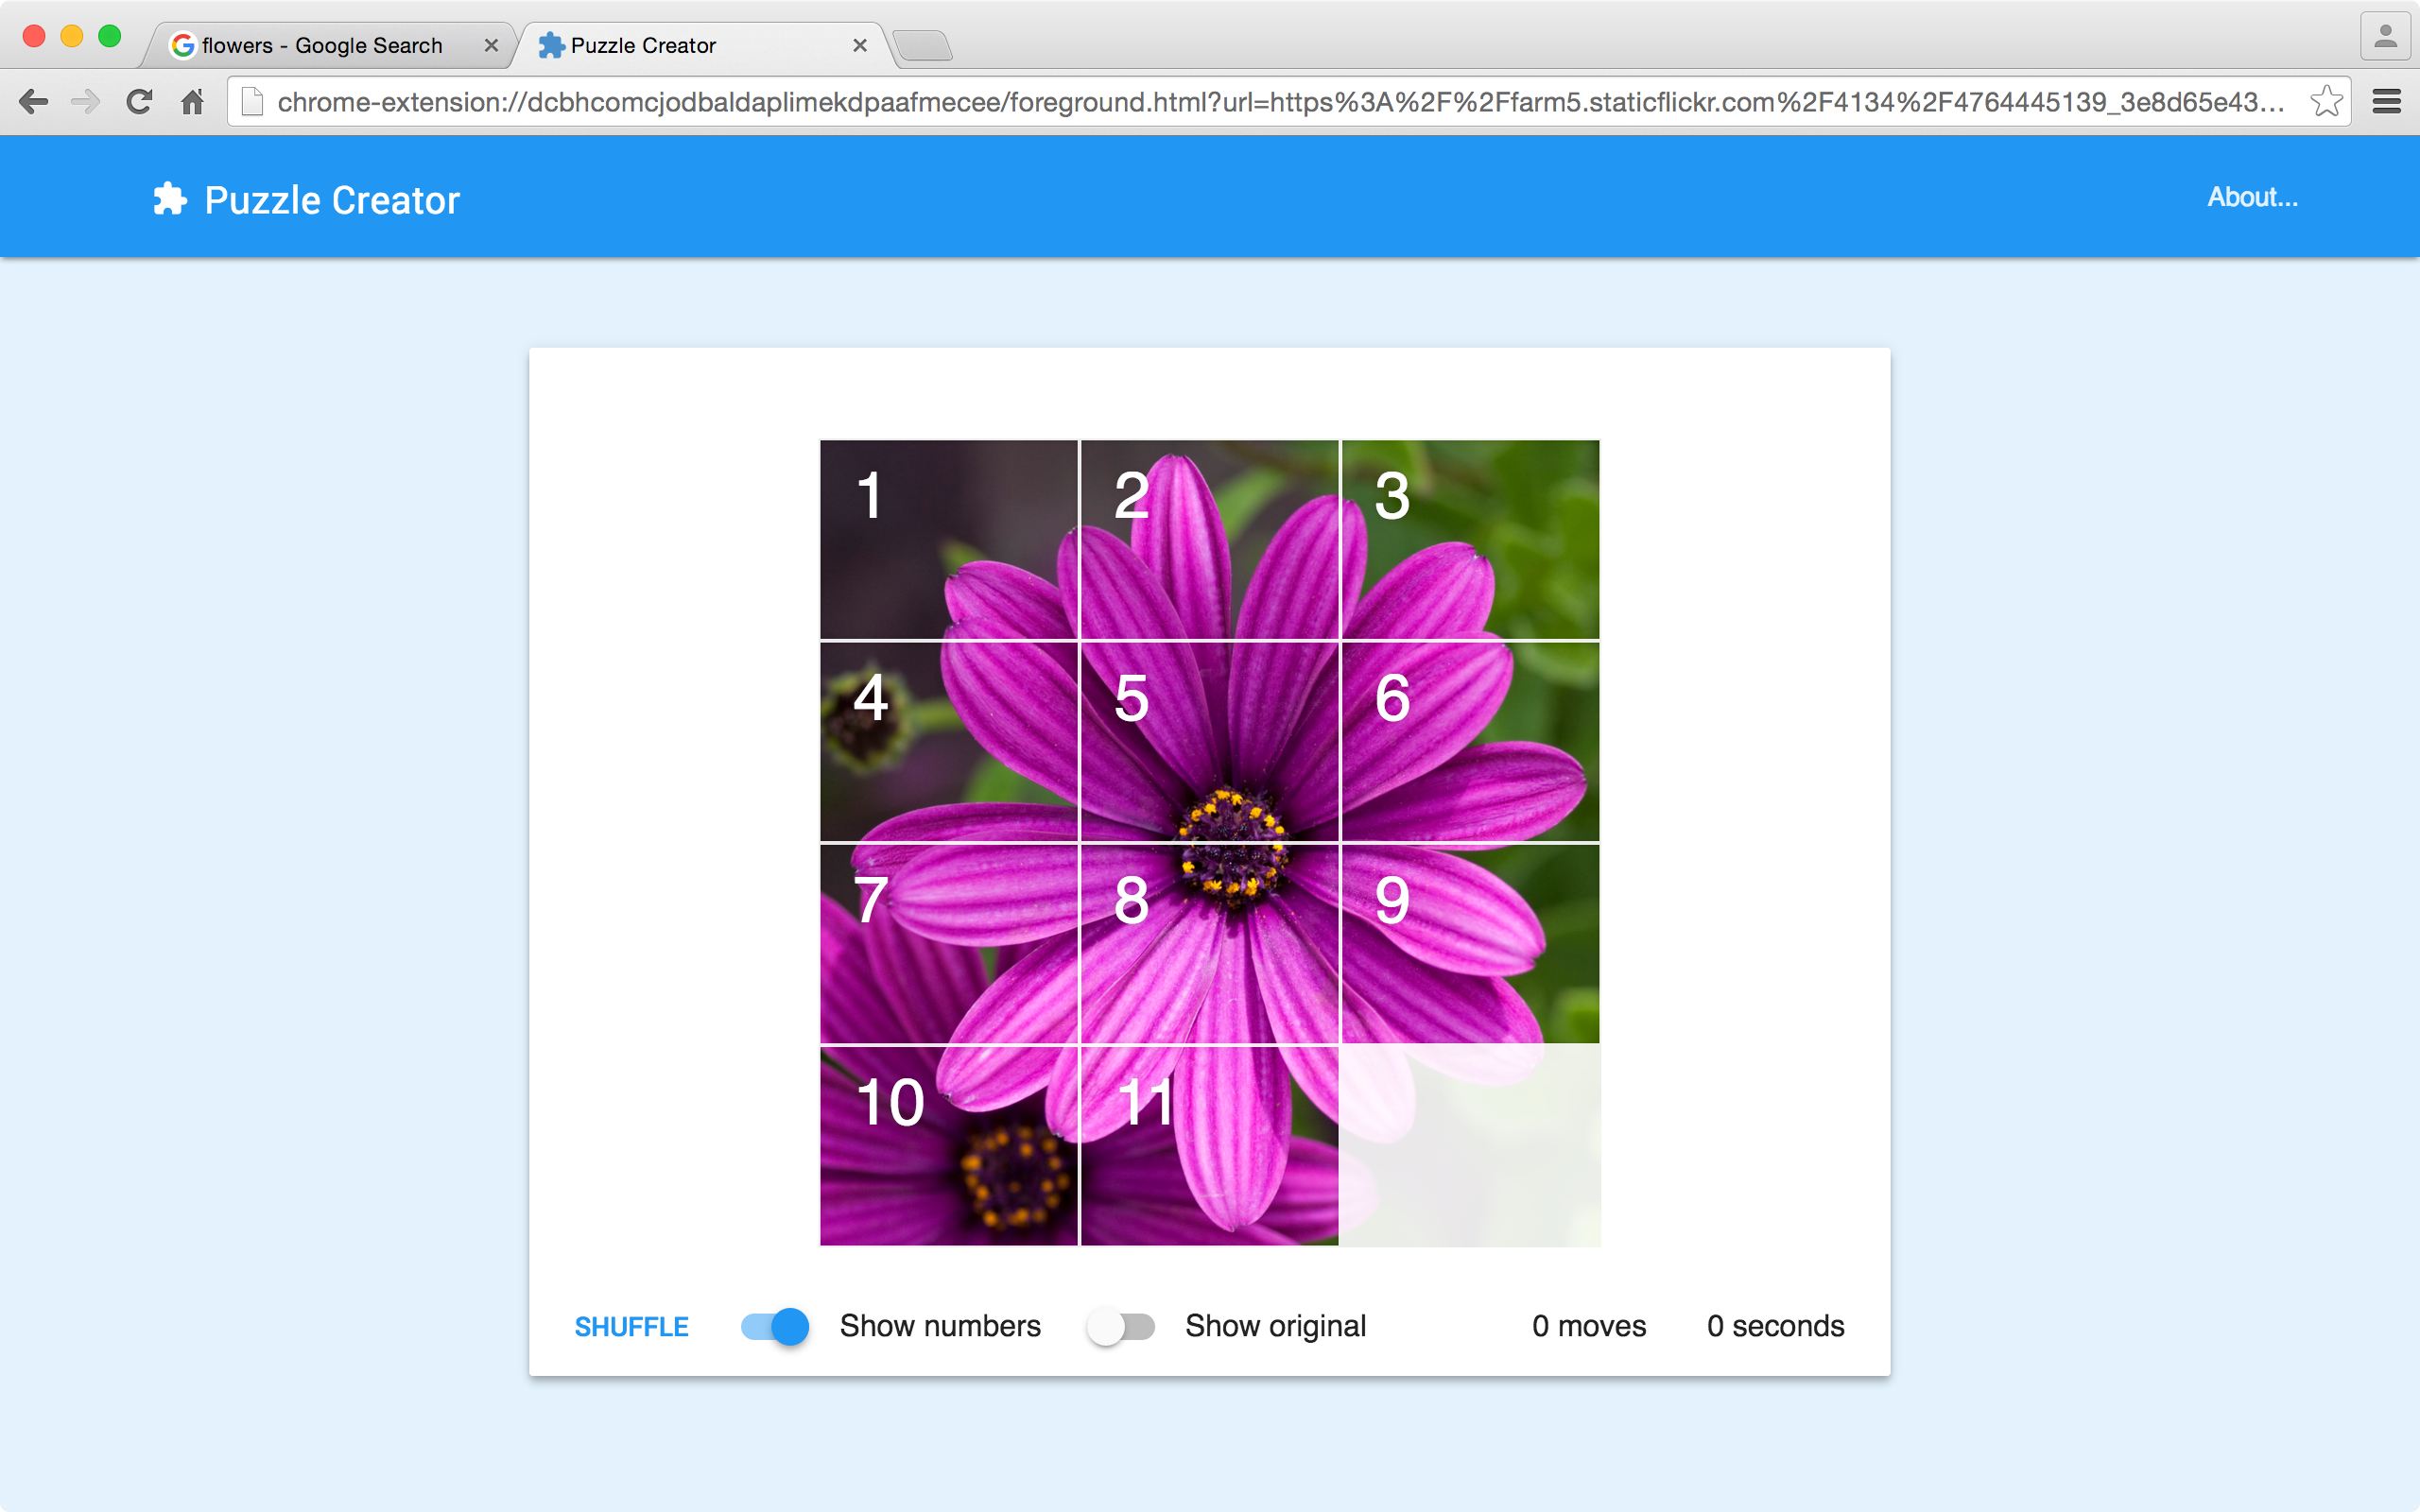 flowers - Google Search
Puzzle Creator
chrome-extension://dcbhcomcjodbaldaplimekdpaafmecee/foreground.html?url=https%3A%2F%2Ffarm5.staticflickr.com%2F4134%2F4764445139_3e8d65e43...
Puzzle Creator
About...
1 2 3
4 5 6
7 8 9
10 11
SHUFFLE Show numbers Show original 0 moves 0 seconds